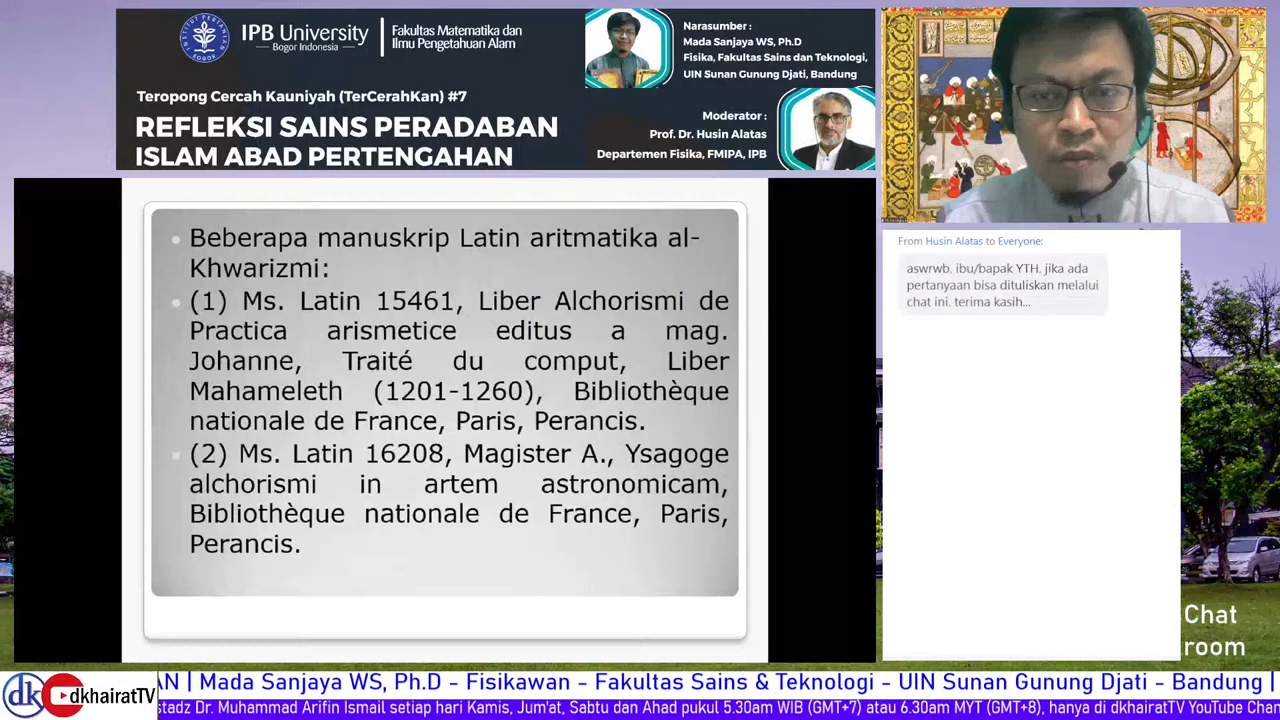 IPB University
Bogor Indonesia
Fakultas Matematika dan
Ilmu Pengetahuan Alam
Teropong Cercah Kauniyah (TerCerahKan) #7
REFLEKSI SAINS PERADABAN
ISLAM ABAD PERTENGAHAN
Narasumber :
Mada Sanjaya WS, Ph.D
Fisika, Fakultas Sains dan Teknologi,
UIN Sunan Gunung Djati, Bandung
Moderator :
Prof. Dr. Husin Alatas
Departemen Fisika, FMIPA, IPB
Beberapa manuskrip Latin aritmatika al-
Khwarizmi:
(1) Ms. Latin 15461, Liber Alchorismi de
Practica arismetice editus a mag.
Johanne, Traité du comput, Liber
Mahameleth (1201-1260), Bibliothèque
nationale de France, Paris, Perancis.
(2) Ms. Latin 16208, Magister A., Ysagoge
alchorismi in artem astronomicam,
Bibliothèque nationale de France, Paris,
Perancis.
From Husin Alatas to Everyone:
aswrwb. ibu/bapak YTH. jika ada
pertanyaan bisa dituliskan melalui
chat ini. terima kasih...
Chat
room
dk dkhairatTV
AN | Mada Sanjaya WS, Ph.D - Fisikawan - Fakultas Sains & Teknologi - UIN Sunan Gunung Djati - Bandung |
stadz Dr. Muhammad Arifin Ismail setiap hari Kamis, Jum'at, Sabtu dan Ahad pukul 5.30am WIB (GMT+7) atau 6.30am MYT (GMT+8), hanya di dkhairatTV YouTube Chan